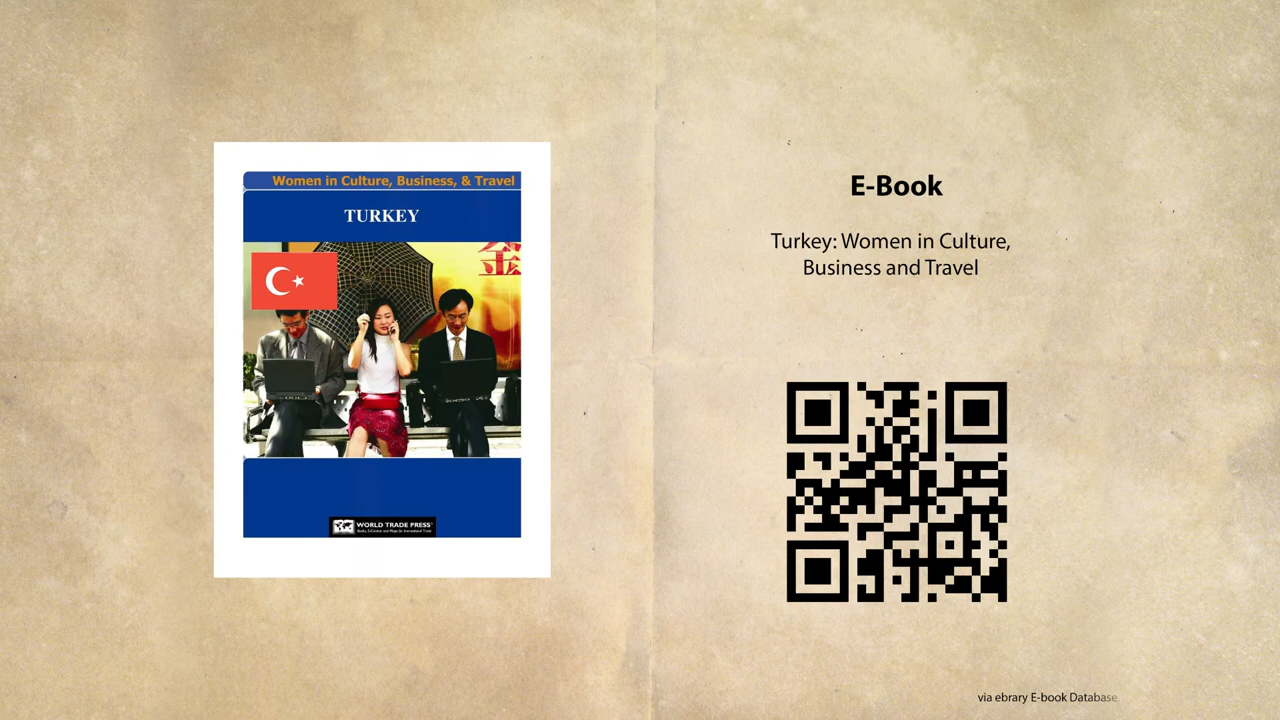 Women in Culture, Business, & Travel
TURKEY
金
WORLD TRADE PRESS
E-Book
Turkey: Women in Culture,
Business and Travel
via ebrary E-book Database